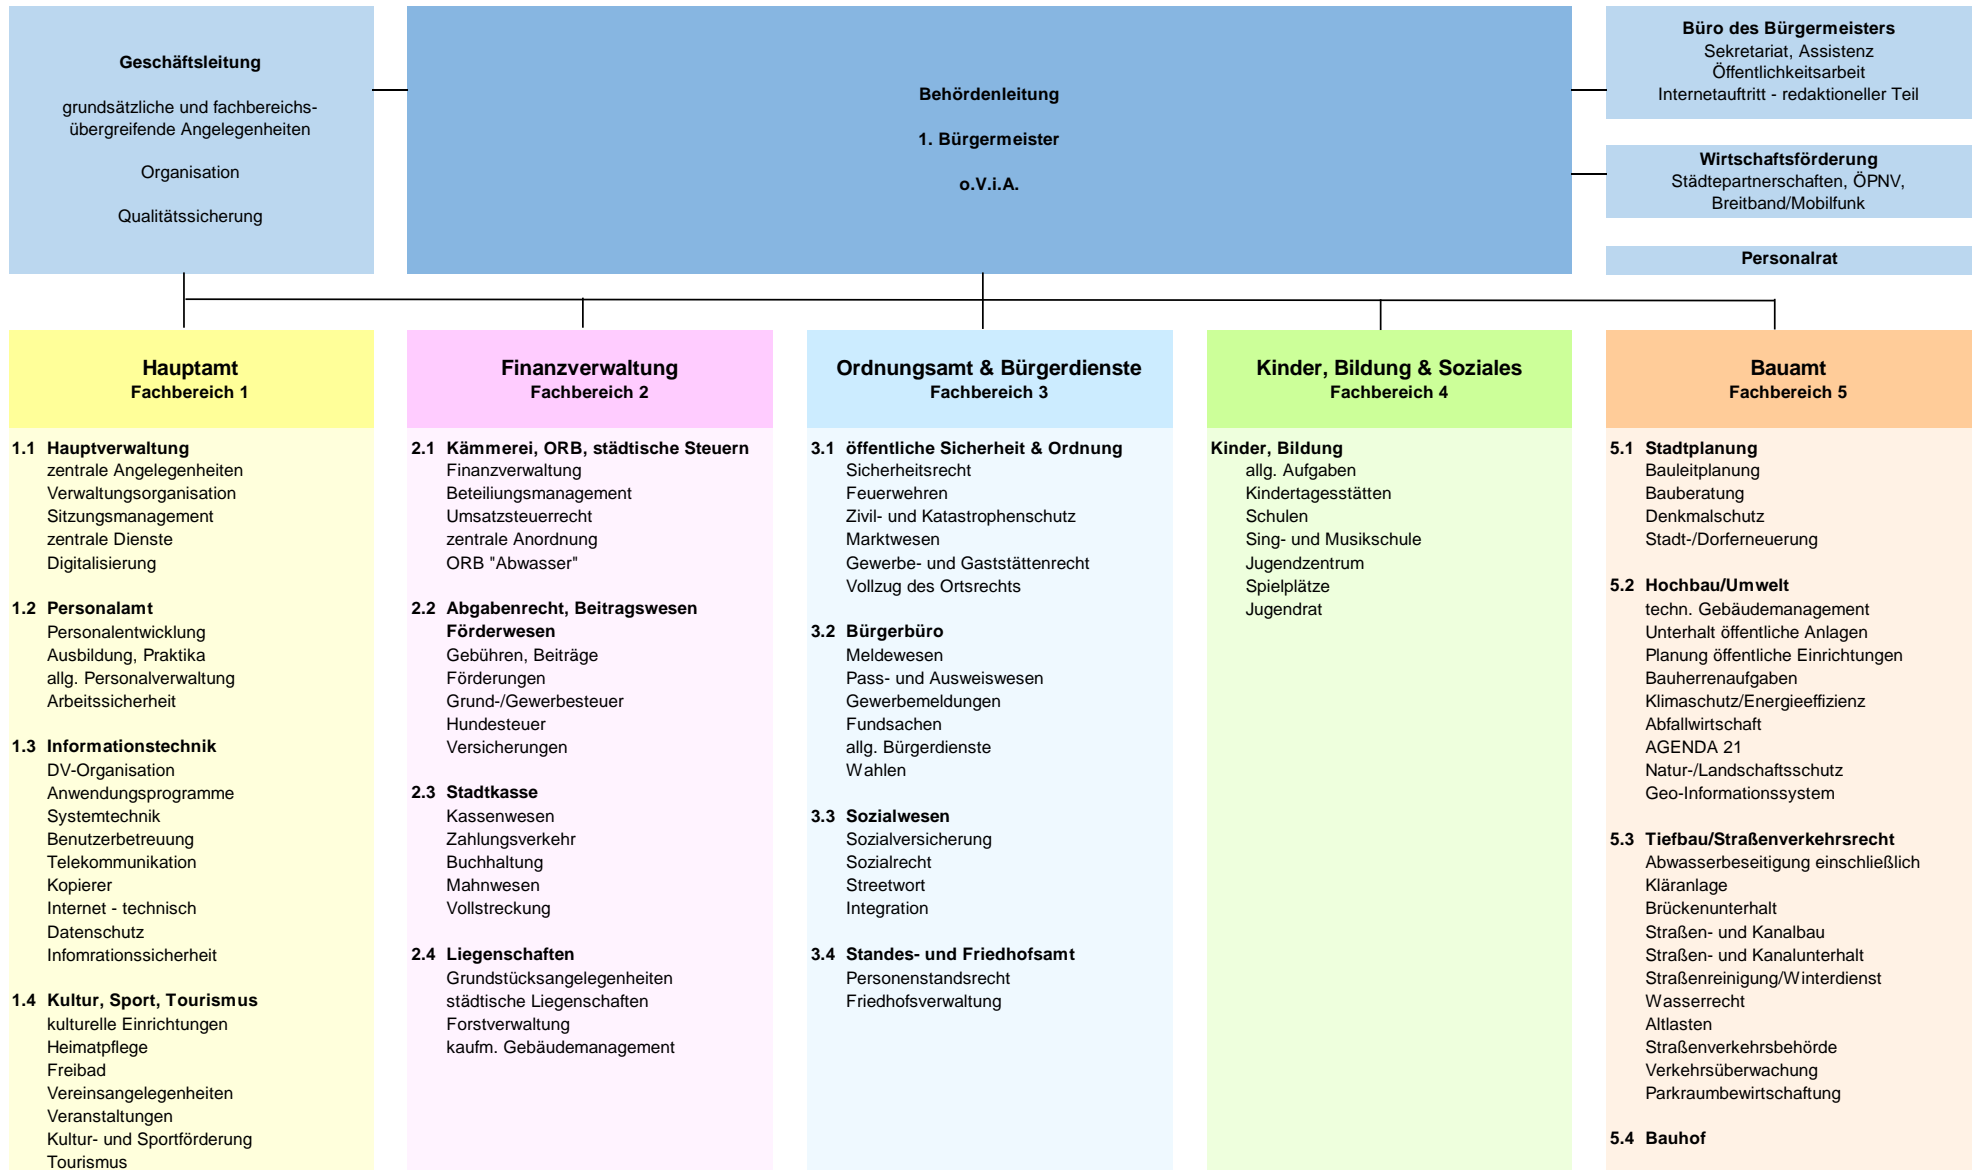 Geschäftsleitung
grundsätzliche und fachbereichs-
übergreifende Angelegenheiten
Organisation
Qualitätssicherung
Behördenleitung
1. Bürgermeister
o.V.i.A.
Büro des Bürgermeisters
Sekretariat, Assistenz
Öffentlichkeitsarbeit
Internetauftritt - redaktioneller Teil
Wirtschaftsförderung
Städtepartnerschaften, ÖPNV,
Breitband/Mobilfunk
Personalrat
Hauptamt
Fachbereich 1
1.1 Hauptverwaltung
zentrale Angelegenheiten
Verwaltungsorganisation
Sitzungsmanagement
zentrale Dienste
Digitalisierung
1.2 Personalamt
Personalentwicklung
Ausbildung, Praktika
allg. Personalverwaltung
Arbeitssicherheit
1.3 Informationstechnik
DV-Organisation
Anwendungsprogramme
Systemtechnik
Benutzerbetreuung
Telekommunikation
Kopierer
Internet - technisch
Datenschutz
Infomrationssicherheit
1.4 Kultur, Sport, Tourismus
kulturelle Einrichtungen
Heimatpflege
Freibad
Vereinsangelegenheiten
Veranstaltungen
Kultur- und Sportförderung
Tourismus
Finanzverwaltung
Fachbereich 2
2.1 Kämmerei, ORB, städtische Steuern
Finanzverwaltung
Beteiliungsmanagement
Umsatzsteuerrecht
zentrale Anordnung
ORB "Abwasser"
2.2 Abgabenrecht, Beitragswesen
Förderwesen
Gebühren, Beiträge
Förderungen
Grund-/Gewerbesteuer
Hundesteuer
Versicherungen
2.3 Stadtkasse
Kassenwesen
Zahlungsverkehr
Buchhaltung
Mahnwesen
Vollstreckung
2.4 Liegenschaften
Grundstücksangelegenheiten
städtische Liegenschaften
Forstverwaltung
kaufm. Gebäudemanagement
Ordnungsamt & Bürgerdienste
Fachbereich 3
3.1 öffentliche Sicherheit & Ordnung
Sicherheitsrecht
Feuerwehren
Zivil- und Katastrophenschutz
Marktwesen
Gewerbe- und Gaststättenrecht
Vollzug des Ortsrechts
3.2 Bürgerbüro
Meldewesen
Pass- und Ausweiswesen
Gewerbemeldungen
Fundsachen
allg. Bürgerdienste
Wahlen
3.3 Sozialwesen
Sozialversicherung
Sozialrecht
Streetwort
Integration
3.4 Standes- und Friedhofsamt
Personenstandsrecht
Friedhofsverwaltung
Kinder, Bildung & Soziales
Fachbereich 4
Kinder, Bildung
allg. Aufgaben
Kindertagesstätten
Schulen
Sing- und Musikschule
Jugendzentrum
Spielplätze
Jugendrat
Bauamt
Fachbereich 5
5.1 Stadtplanung
Bauleitplanung
Bauberatung
Denkmalschutz
Stadt-/Dorferneuerung
5.2 Hochbau/Umwelt
techn. Gebäudemanagement
Unterhalt öffentliche Anlagen
Planung öffentliche Einrichtungen
Bauherrenaufgaben
Klimaschutz/Energieeffizienz
Abfallwirtschaft
AGENDA 21
Natur-/Landschaftsschutz
Geo-Informationssystem
5.3 Tiefbau/Straßenverkehrsrecht
Abwasserbeseitigung einschließlich
Kläranlage
Brückenunterhalt
Straßen- und Kanalbau
Straßen- und Kanalunterhalt
Straßenreinigung/Winterdienst
Wasserrecht
Altlasten
Straßenverkehrsbehörde
Verkehrsüberwachung
Parkraumbewirtschaftung
5.4 Bauhof